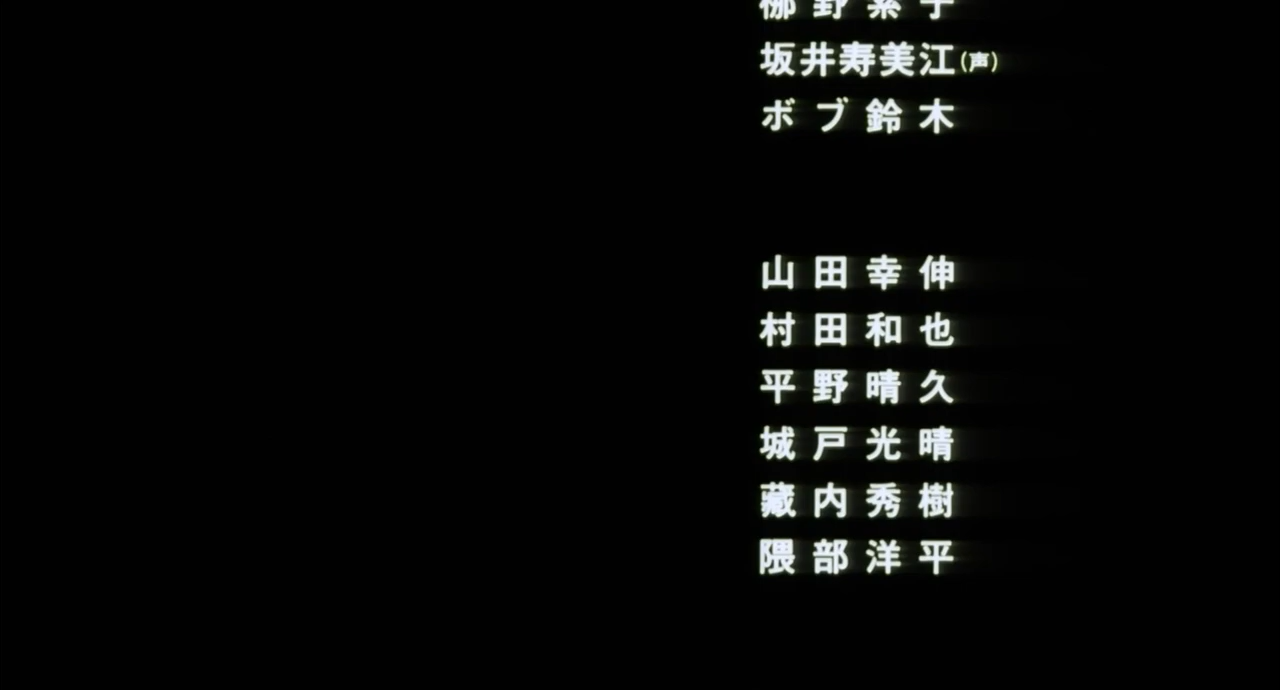 坂井寿美江(声)
ボブ鈴木
山田幸伸
村田和也
平野晴久
城戸光晴
藏内秀樹
隈部洋平